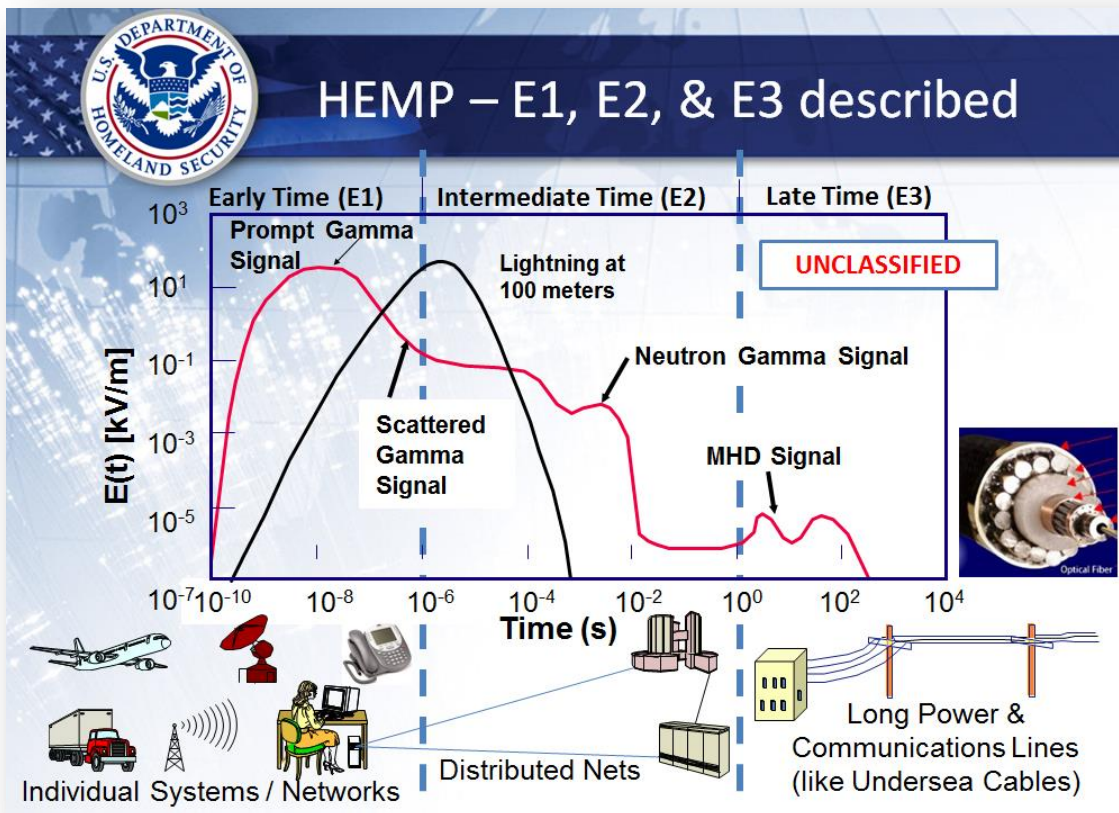 U.S. DEPARTMENT OF
HOMELAND SECURITY
HEMP – E1, E2, & E3 described
Early Time (E1)
Intermediate Time (E2)
Late Time (E3)
10³
10¹
10⁻¹
10⁻³
10⁻⁵
10⁻⁷
E(t) [kV/m]
Prompt Gamma
Signal
Lightning at
100 meters
UNCLASSIFIED
Neutron Gamma Signal
Scattered
Gamma
Signal
MHD Signal
Optical Fiber
10⁻¹⁰
10⁻⁸
10⁻⁶
10⁻⁴
10⁻²
10⁰
10²
10⁴
Time (s)
Individual Systems / Networks
Distributed Nets
Long Power &
Communications Lines
(like Undersea Cables)